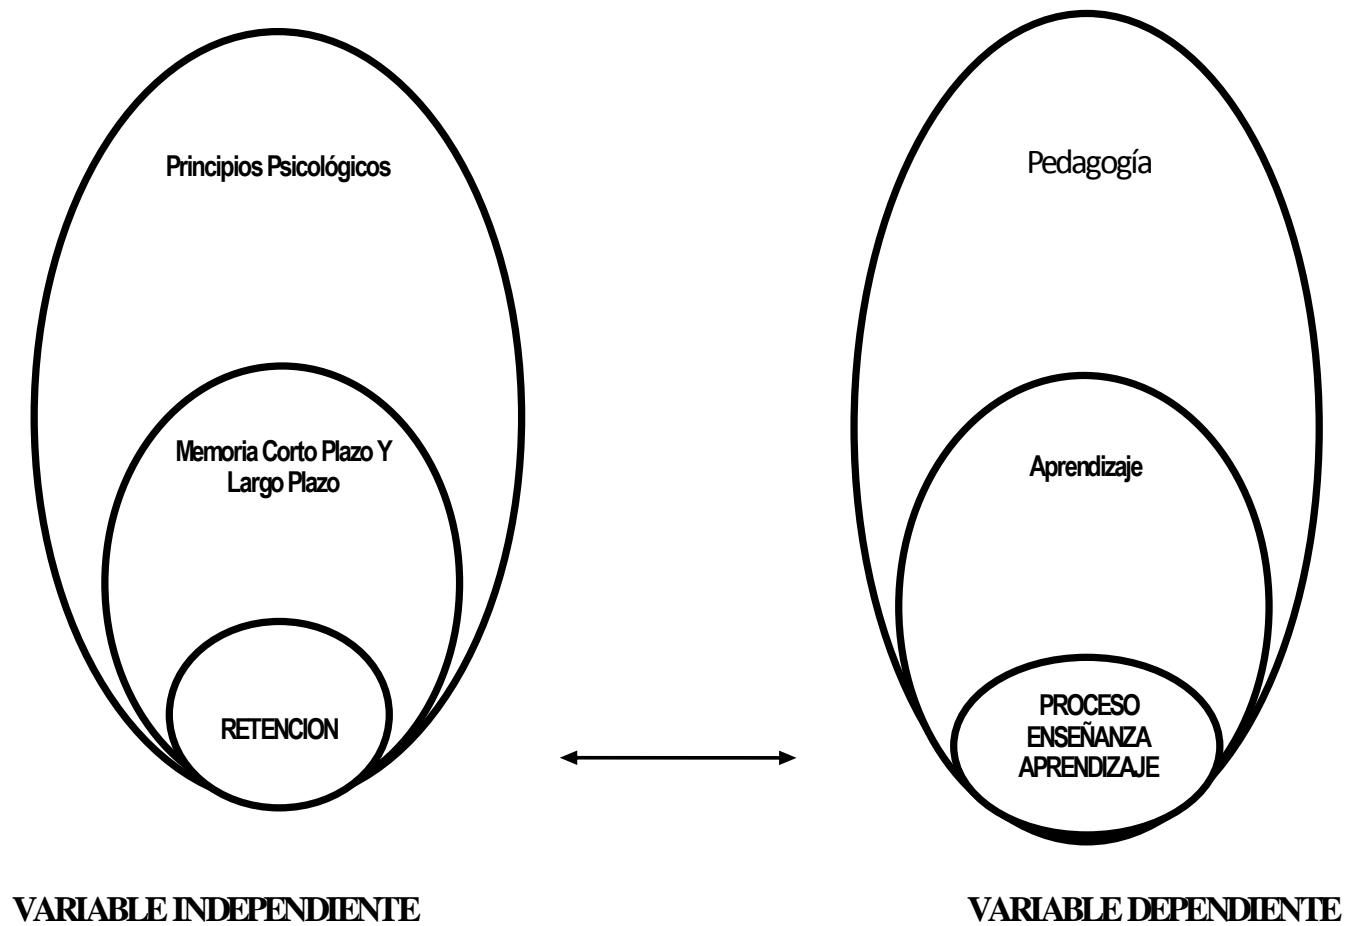 Principios Psicológicos
Memoria Corto Plazo Y
Largo Plazo
RETENCION
VARIABLE INDEPENDIENTE
Pedagogía
Aprendizaje
PROCESO
ENSEÑANZA
APRENDIZAJE
VARIABLE DEPENDIENTE